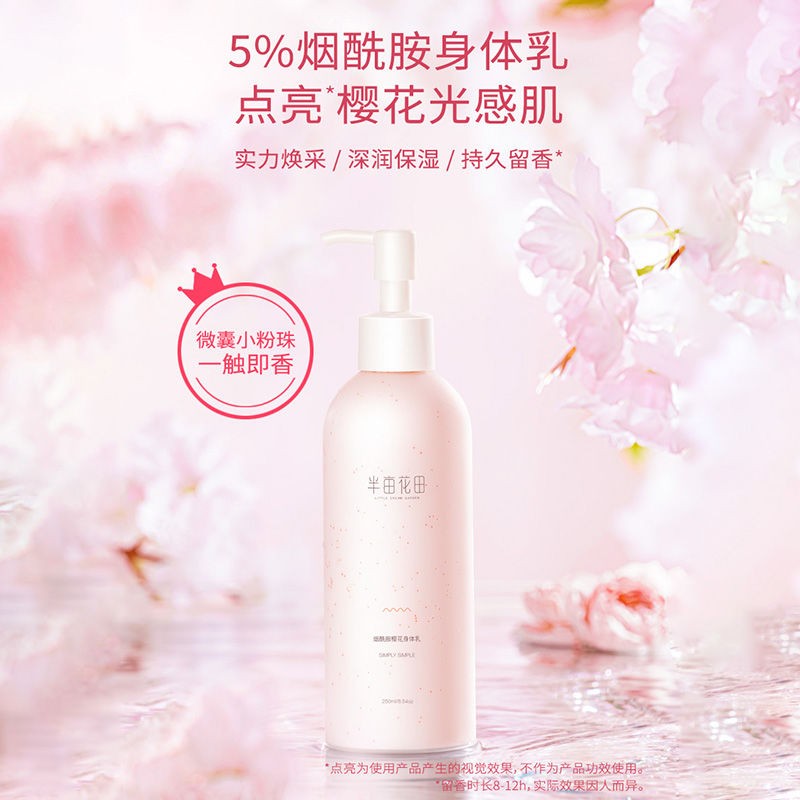 5%烟酰胺身体乳
点亮*樱花光感肌
实力焕采 / 深润保湿 / 持久留香*
微囊小粉珠
一触即香
半亩花田
LITTLE DREAM GARDEN
烟酰胺樱花身体乳
SIMPLY SIMPLE
250ml/8.54oz
*点亮为使用产品产生的视觉效果,不作为产品功效使用。
*留香时长8-12h,实际效果因人而异。